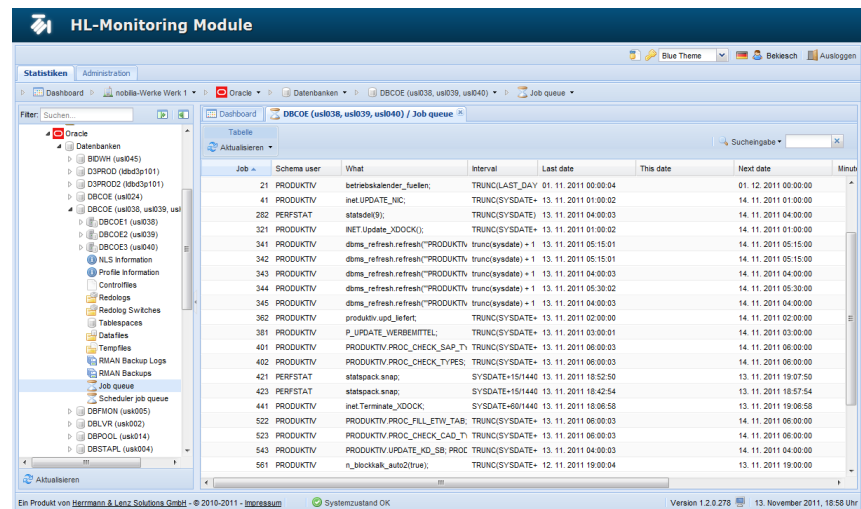 HL-Monitoring Module
Blue Theme Bekiesch Ausloggen
Statistiken Administration
Dashboard nobilia-Werke Werk 1 Oracle Datenbanken DBCOE (usl038, usl039, usl040) Job queue
Filter: Suchen...
Dashboard DBCOE (usl038, usl039, usl040) / Job queue
Tabelle
Aktualisieren
Sucheingabe
Oracle
Datenbanken
BIDWH (usl045)
D3PROD (ldbd3p101)
D3PROD2 (ldbd3p101)
DBCOE (usl024)
DBCOE (usl038, usl039, usl
DBCOE1 (usl038)
DBCOE2 (usl039)
DBCOE3 (usl040)
NLS Information
Profile Information
Controlfiles
Redologs
Redolog Switches
Tablespaces
Datafiles
Tempfiles
RMAN Backup Logs
RMAN Backups
Job queue
Scheduler job queue
DBFMON (usk005)
DBLVR (usk002)
DBPOOL (usk014)
DBSTAPL (usk004)
Aktualisieren
Job Schema user What Interval Last date This date Next date Minut
21 PRODUKTIV betriebskalender_fuellen; TRUNC(LAST_DAY 01. 11. 2011 00:00:04 01. 12. 2011 00:00:00
41 PRODUKTIV inet.UPDATE_NIC; TRUNC(SYSDATE+ 13. 11. 2011 01:00:02 14. 11. 2011 01:00:00
282 PERFSTAT statsdel(9); TRUNC(SYSDATE) 13. 11. 2011 04:00:03 14. 11. 2011 04:00:00
321 PRODUKTIV INET.Update_XDOCK(); TRUNC(SYSDATE+ 13. 11. 2011 01:00:02 14. 11. 2011 01:00:00
341 PRODUKTIV dbms_refresh.refresh('"PRODUKTIV trunc(sysdate) + 1 13. 11. 2011 05:15:01 14. 11. 2011 05:15:00
342 PRODUKTIV dbms_refresh.refresh('"PRODUKTIV trunc(sysdate) + 1 13. 11. 2011 05:15:01 14. 11. 2011 05:15:00
343 PRODUKTIV dbms_refresh.refresh('"PRODUKTIV trunc(sysdate) + 1 13. 11. 2011 04:00:03 14. 11. 2011 04:00:00
344 PRODUKTIV dbms_refresh.refresh('"PRODUKTIV trunc(sysdate) + 1 13. 11. 2011 05:30:02 14. 11. 2011 05:30:00
345 PRODUKTIV dbms_refresh.refresh('"PRODUKTIV trunc(sysdate) + 1 13. 11. 2011 04:00:03 14. 11. 2011 04:00:00
362 PRODUKTIV produktiv.upd_liefert; TRUNC(SYSDATE+ 13. 11. 2011 02:00:00 14. 11. 2011 02:00:00
381 PRODUKTIV P_UPDATE_WERBEMITTEL; TRUNC(SYSDATE+ 13. 11. 2011 03:00:01 14. 11. 2011 03:00:00
401 PRODUKTIV PRODUKTIV.PROC_CHECK_SAP_TY TRUNC(SYSDATE+ 13. 11. 2011 06:00:03 14. 11. 2011 06:00:00
402 PRODUKTIV PRODUKTIV.PROC_CHECK_TYPES; TRUNC(SYSDATE+ 13. 11. 2011 06:00:03 14. 11. 2011 06:00:00
421 PERFSTAT statspack.snap; SYSDATE+15/1440 13. 11. 2011 18:52:50 13. 11. 2011 19:07:50
423 PERFSTAT statspack.snap; SYSDATE+15/1440 13. 11. 2011 18:42:54 13. 11. 2011 18:57:54
441 PRODUKTIV inet.Terminate_XDOCK; SYSDATE+60/1440 13. 11. 2011 18:06:58 13. 11. 2011 19:06:58
522 PRODUKTIV PRODUKTIV.PROC_FILL_ETW_TAB; TRUNC(SYSDATE+ 13. 11. 2011 06:00:03 14. 11. 2011 06:00:00
523 PRODUKTIV PRODUKTIV.PROC_CHECK_CAD_TY TRUNC(SYSDATE+ 13. 11. 2011 06:00:03 14. 11. 2011 06:00:00
543 PRODUKTIV PRODUKTIV.UPDATE_KD_SB; PROC TRUNC(SYSDATE+ 13. 11. 2011 04:00:03 14. 11. 2011 04:00:00
561 PRODUKTIV n_blockkalk_auto2(true); TRUNC(SYSDATE+ 12. 11. 2011 19:00:04 13. 11. 2011 19:00:00
Ein Produkt von Herrmann & Lenz Solutions GmbH - © 2010-2011 - Impressum Systemzustand OK Version 1.2.0.278 13. November 2011, 18:58 Uhr